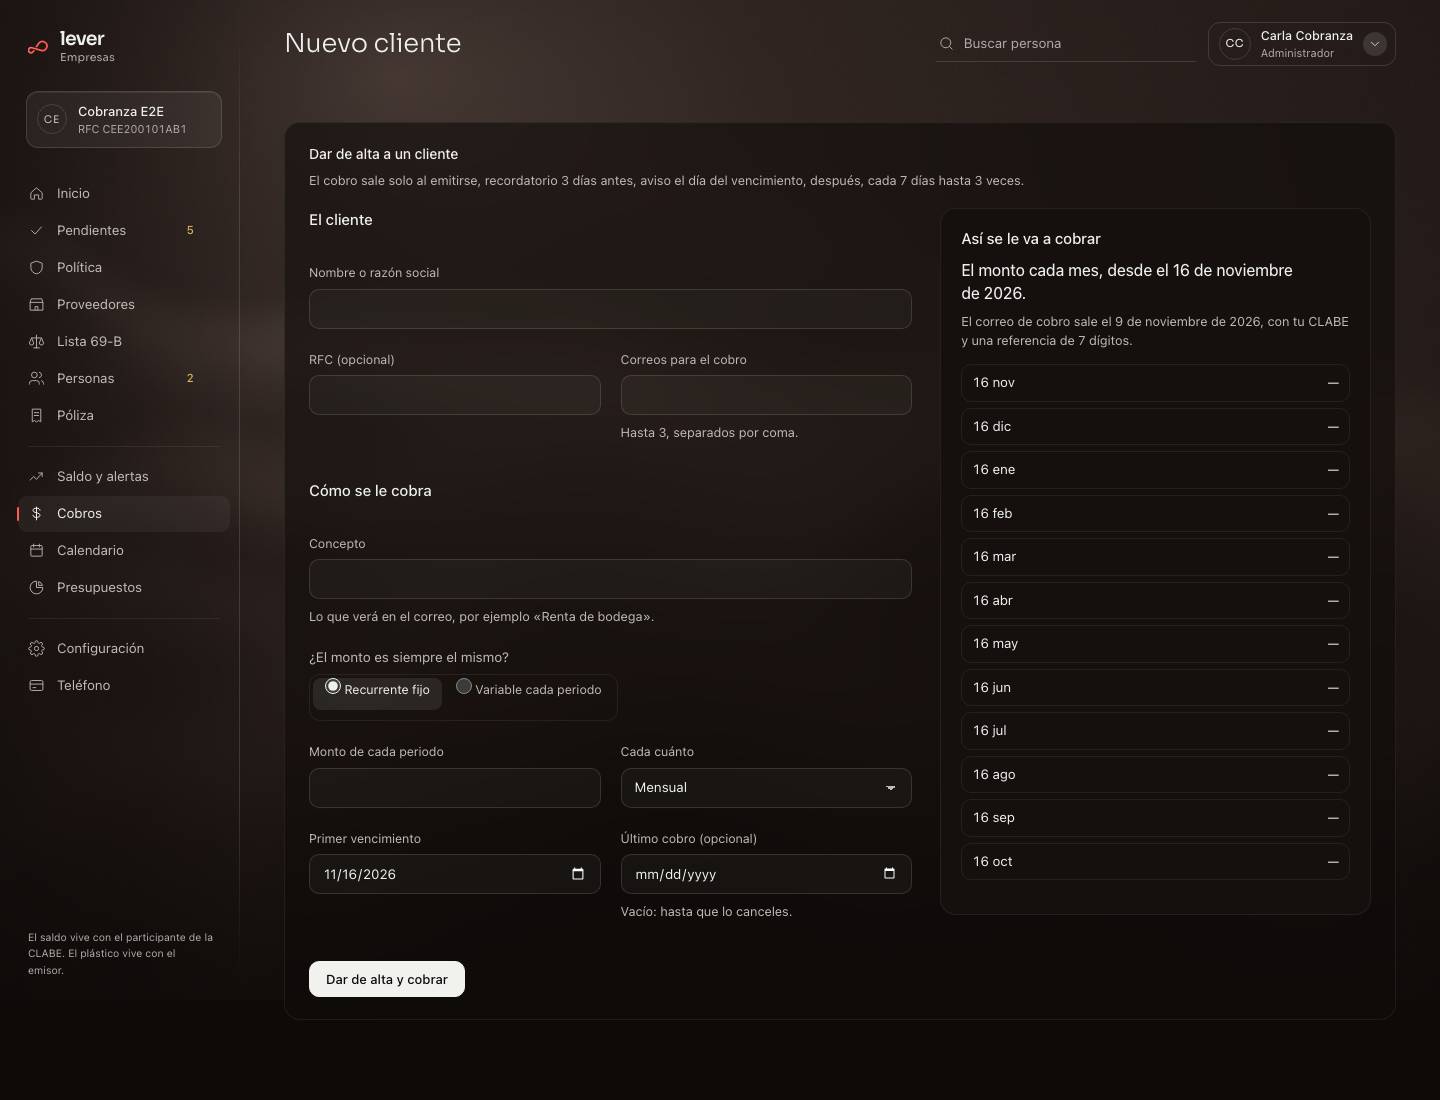 lever
Empresas
Nuevo cliente
Buscar persona
CC
Carla Cobranza
Administrador
CE
Cobranza E2E
RFC CEE200101AB1
Inicio
Pendientes 5
Política
Proveedores
Lista 69-B
Personas 2
Póliza
Saldo y alertas
Cobros
Calendario
Presupuestos
Configuración
Teléfono
El saldo vive con el participante de la
CLABE. El plástico vive con el
emisor.
Dar de alta a un cliente
El cobro sale solo al emitirse, recordatorio 3 días antes, aviso el día del vencimiento, después, cada 7 días hasta 3 veces.
El cliente
Nombre o razón social
RFC (opcional)
Correos para el cobro
Hasta 3, separados por coma.
Cómo se le cobra
Concepto
Lo que verá en el correo, por ejemplo «Renta de bodega».
¿El monto es siempre el mismo?
Recurrente fijo
Variable cada periodo
Monto de cada periodo
Cada cuánto
Mensual
Primer vencimiento
11/16/2026
Último cobro (opcional)
mm/dd/yyyy
Vacío: hasta que lo canceles.
Dar de alta y cobrar
Así se le va a cobrar
El monto cada mes, desde el 16 de noviembre
de 2026.
El correo de cobro sale el 9 de noviembre de 2026, con tu CLABE
y una referencia de 7 dígitos.
16 nov —
16 dic —
16 ene —
16 feb —
16 mar —
16 abr —
16 may —
16 jun —
16 jul —
16 ago —
16 sep —
16 oct —